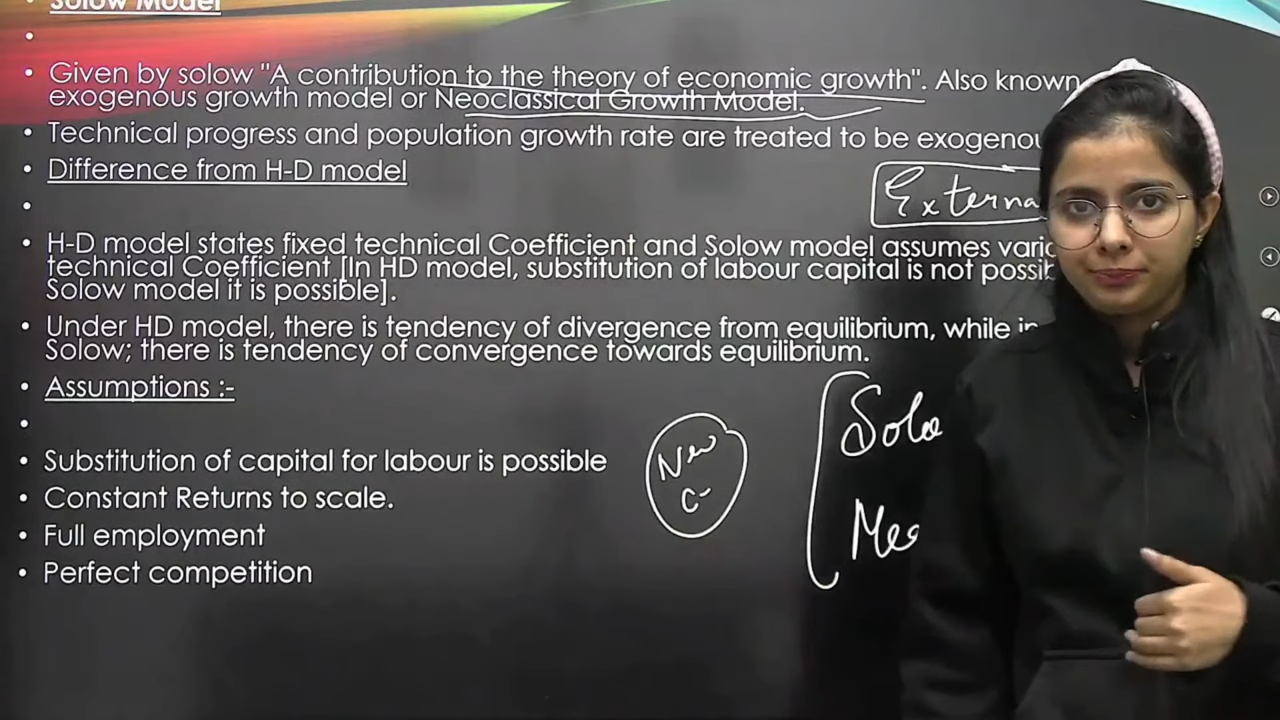 Solow Model
Given by solow "A contribution to the theory of economic growth". Also known
exogenous growth model or Neoclassical Growth Model.
Technical progress and population growth rate are treated to be
Difference from H-D model
H-D model states fixed technical Coefficient and Solow model assumes
technical Coefficient [In HD model, substitution of labour capital is not
Solow model it is possible].
Under HD model, there is tendency of divergence from equilibrium, while in
Solow; there is tendency of convergence towards equilibrium.
Assumptions :-
Substitution of capital for labour is possible
Constant Returns to scale.
Full employment
Perfect competition